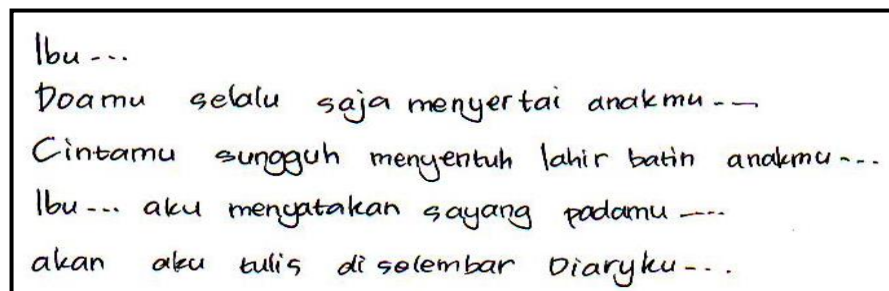 Ibu ...
Doamu selalu saja menyertai anakmu ...
Cintamu sungguh menyentuh lahir batin anakmu ...
Ibu ... aku menyatakan sayang padamu ...
akan aku tulis di selembar Diaryku ...